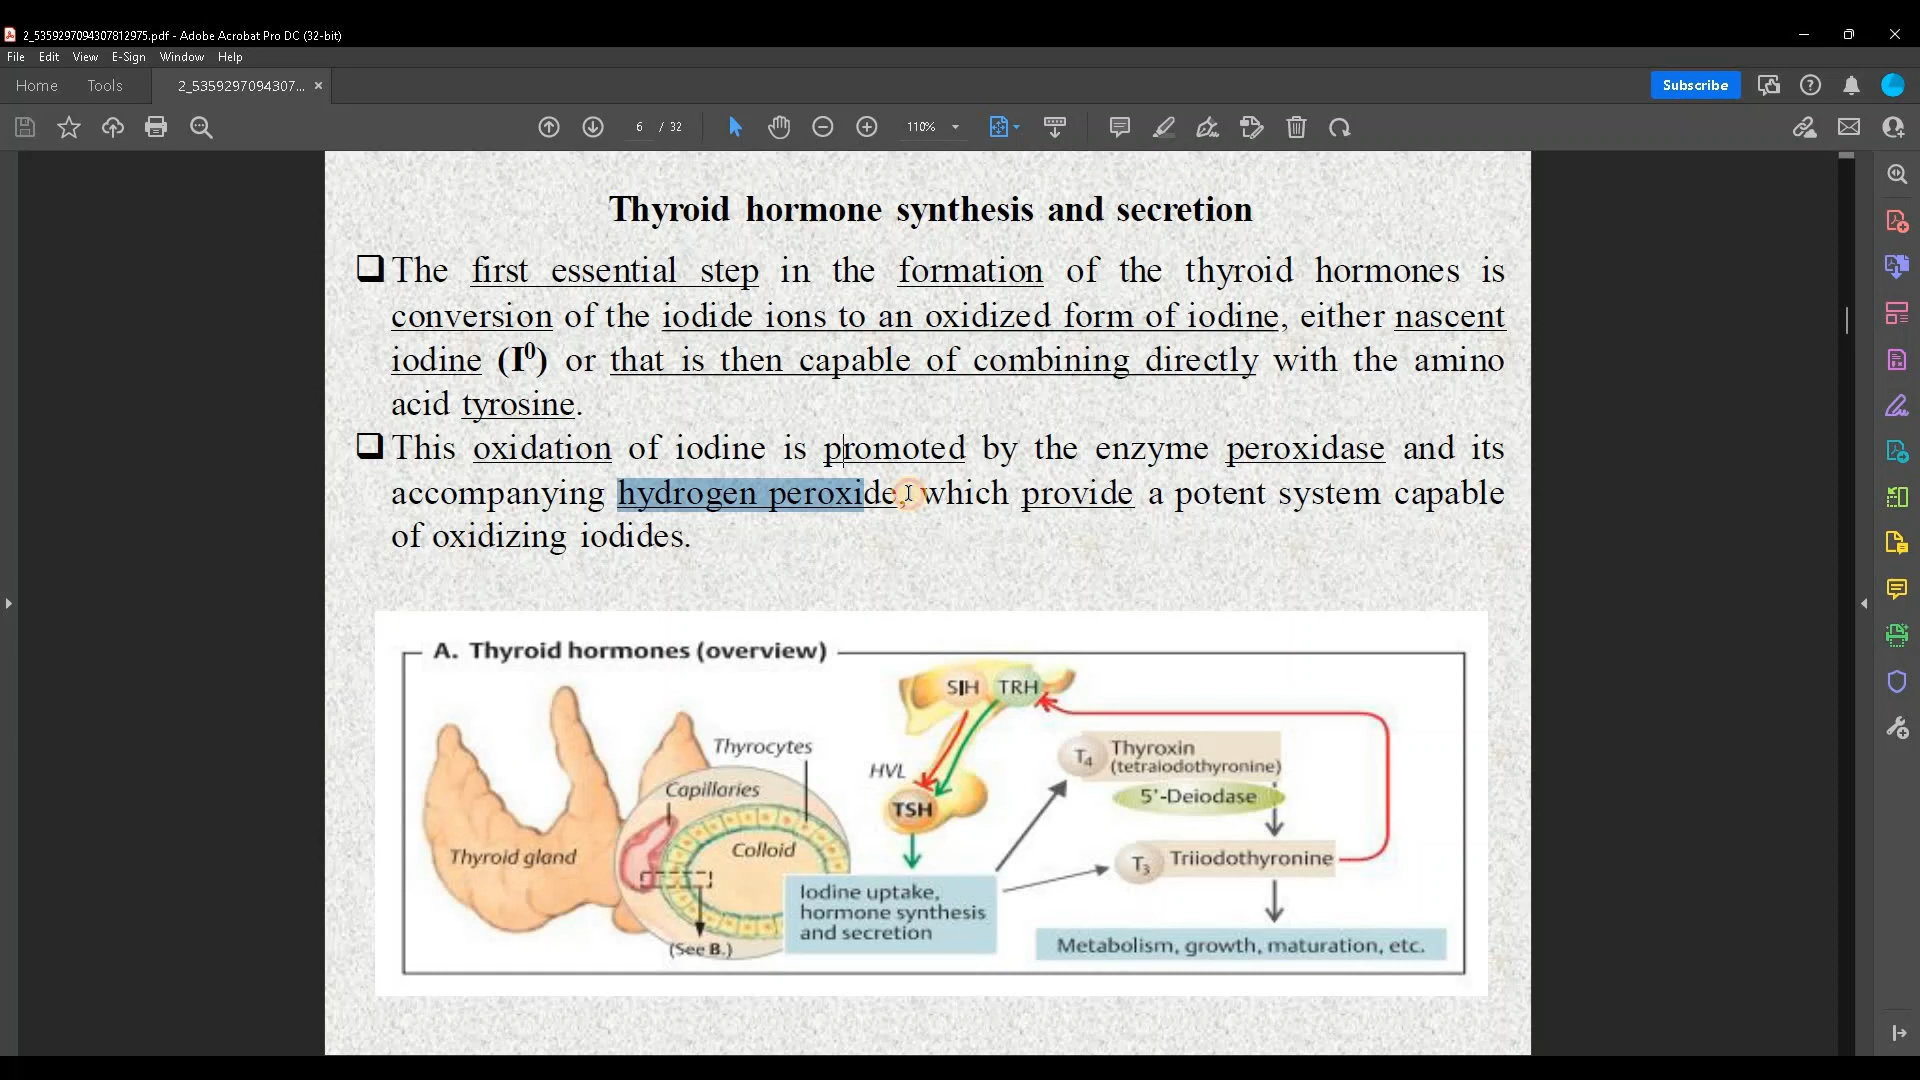 2_5359297094307812975.pdf - Adobe Acrobat Pro DC (32-bit)
File Edit View E-Sign Window Help
Home Tools 2_5359297094307... Subscribe
6 / 32 110%
Thyroid hormone synthesis and secretion
The first essential step in the formation of the thyroid hormones is
conversion of the iodide ions to an oxidized form of iodine, either nascent
iodine (I⁰) or that is then capable of combining directly with the amino
acid tyrosine.
This oxidation of iodine is promoted by the enzyme peroxidase and its
accompanying hydrogen peroxide, which provide a potent system capable
of oxidizing iodides.
A. Thyroid hormones (overview)
SIH TRH
Thyrocytes
Capillaries
Colloid
Thyroid gland
(See B.)
HVL
TSH
Iodine uptake,
hormone synthesis
and secretion
T₄ Thyroxin
(tetraiodothyronine)
5'-Deiodase
T₃ Triiodothyronine
Metabolism, growth, maturation, etc.